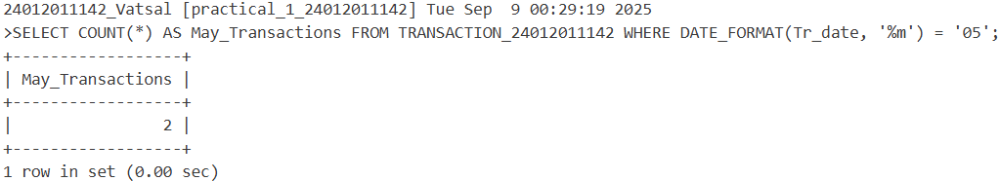 24012011142_Vatsal [practical_1_24012011142] Tue Sep  9 00:29:19 2025
>SELECT COUNT(*) AS May_Transactions FROM TRANSACTION_24012011142 WHERE DATE_FORMAT(Tr_date, '%m') = '05';
+------------------+
| May_Transactions |
+------------------+
|                2 |
+------------------+
1 row in set (0.00 sec)